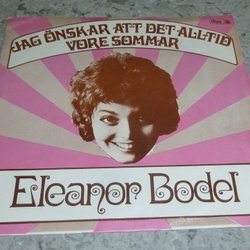 JAG ÖNSKAR ATT DET ALLTID
VORE SOMMAR
Eleanor Bodel